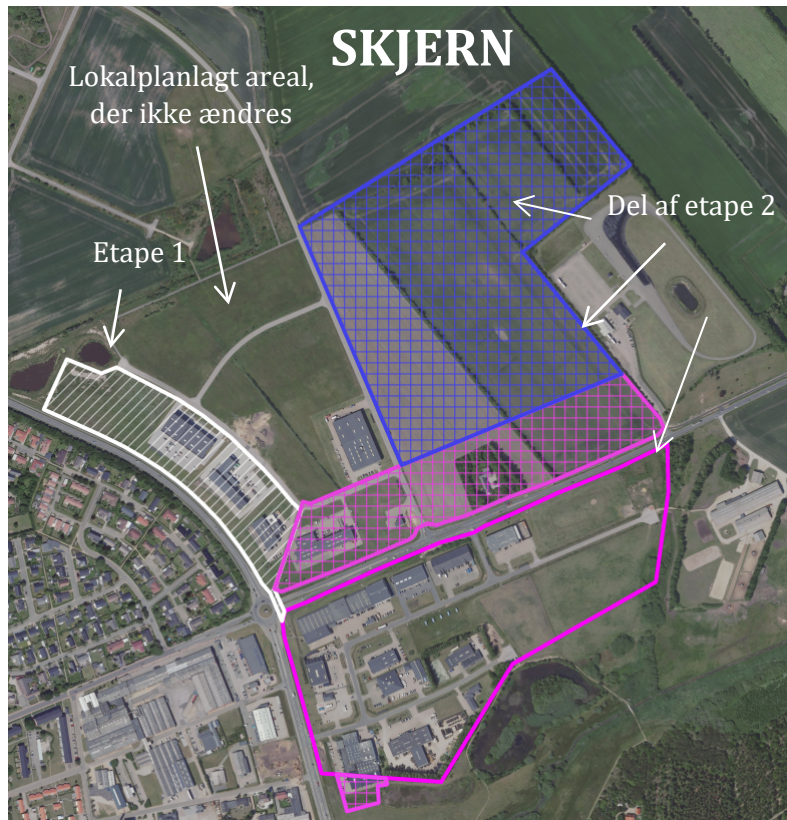 SKJERN
Lokalplanlagt areal,
der ikke ændres
Del af etape 2
Etape 1